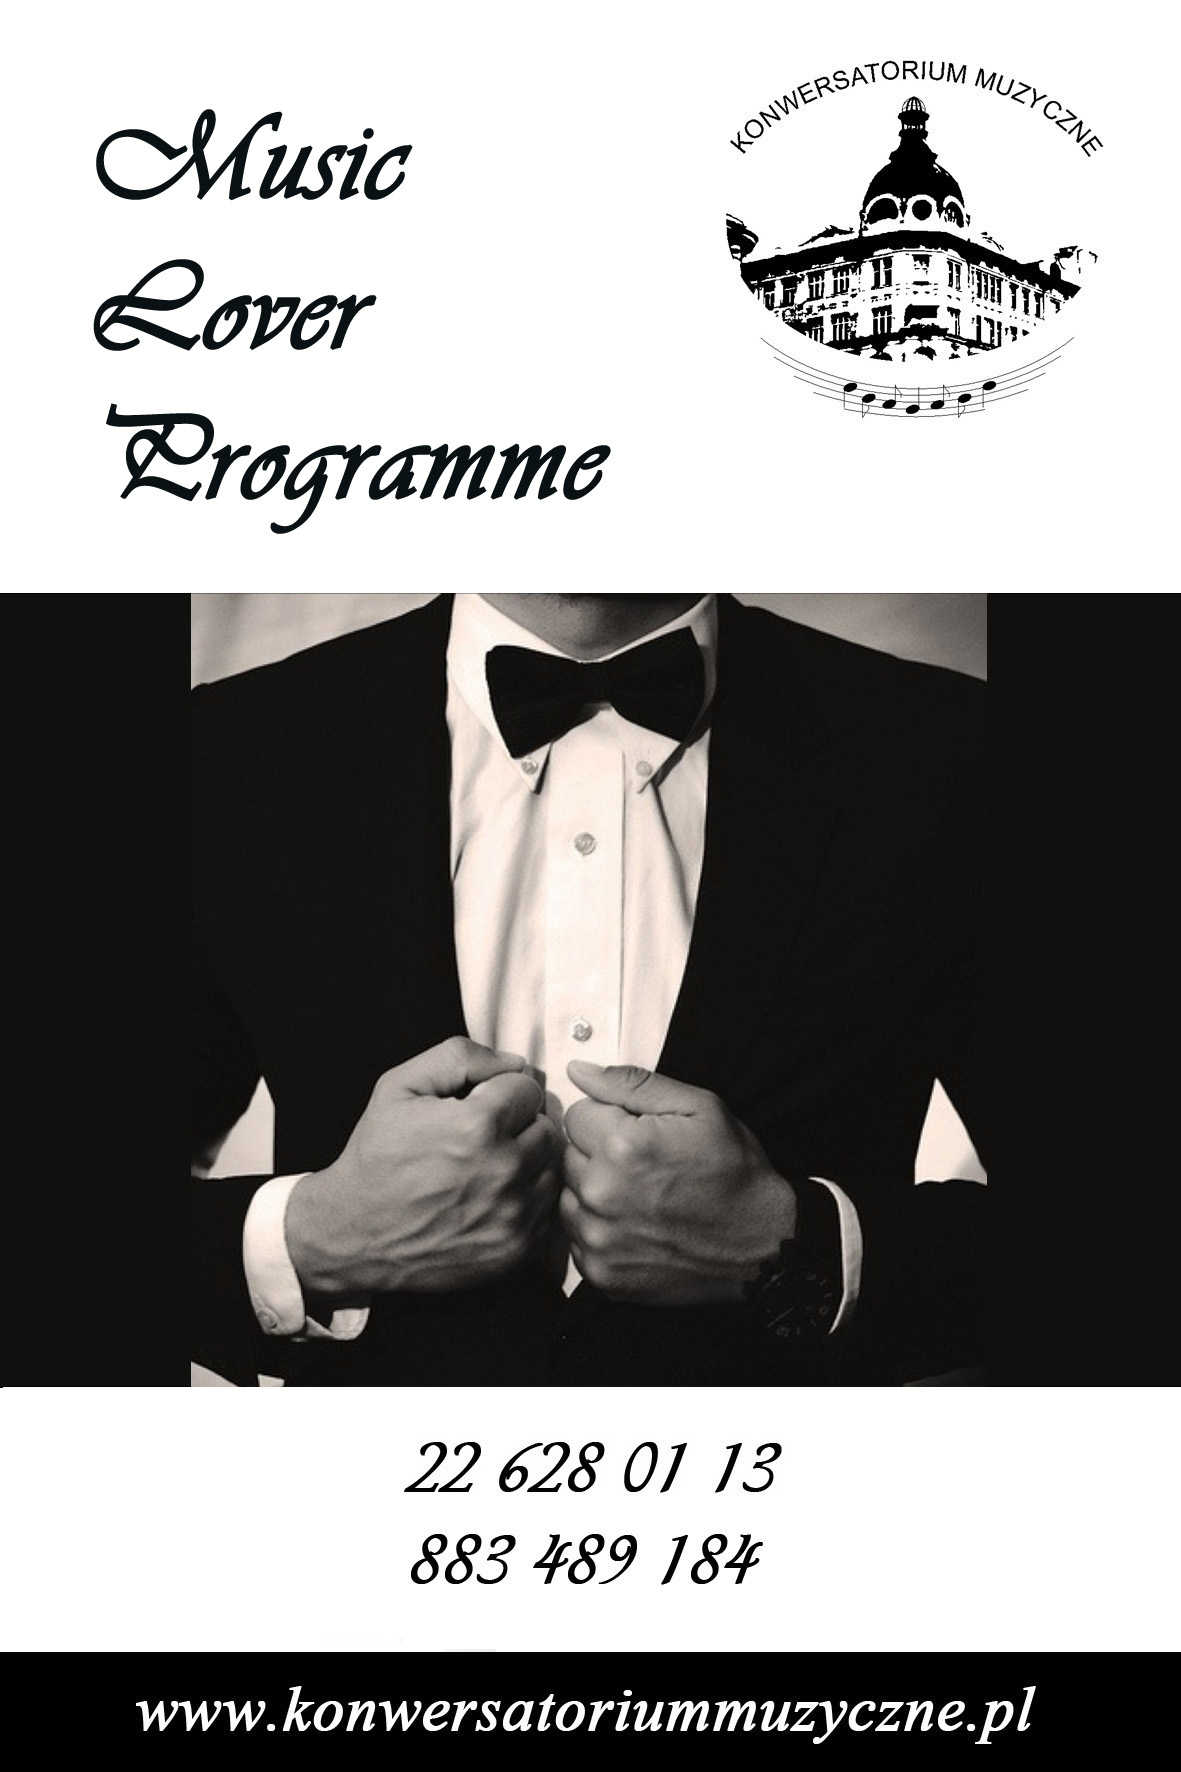 Music
Lover
Programme
KONWERSATORIUM MUZYCZNE
22 628 01 13
883 489 184
www.konwersatoriummuzyczne.pl